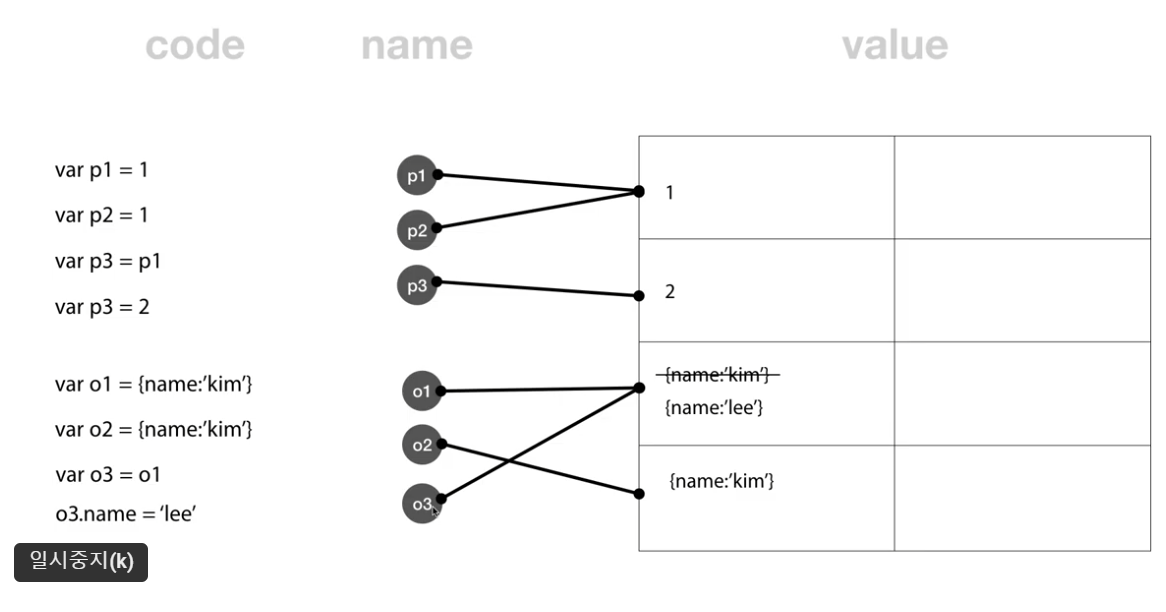 code name value
var p1 = 1
var p2 = 1
var p3 = p1
var p3 = 2
var o1 = {name:’kim’}
var o2 = {name:’kim’}
var o3 = o1
o3.name = ‘lee’
p1
p2
p3
o1
o2
o3
1
2
{name:’kim’}
{name:’lee’}
{name:’kim’}
일시중지(k)